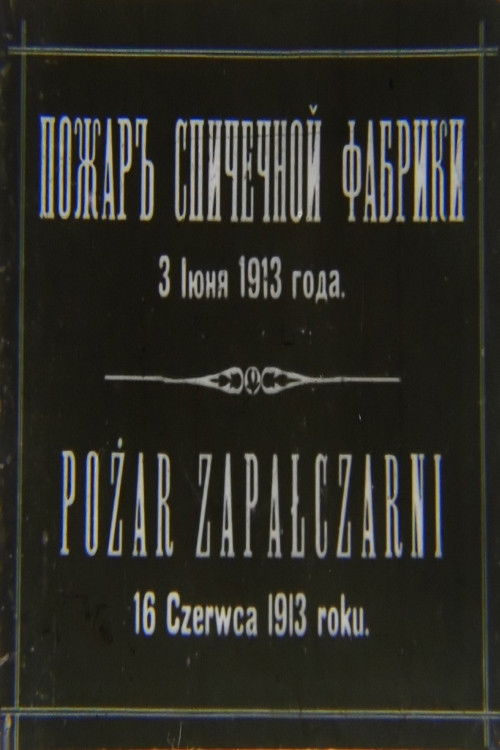 ПОЖАРЪ СПИЧЕЧНОЙ ФАБРИКИ
3 Іюня 1913 года.
POŻAR ZAPAŁCZARNI
16 Czerwca 1913 roku.